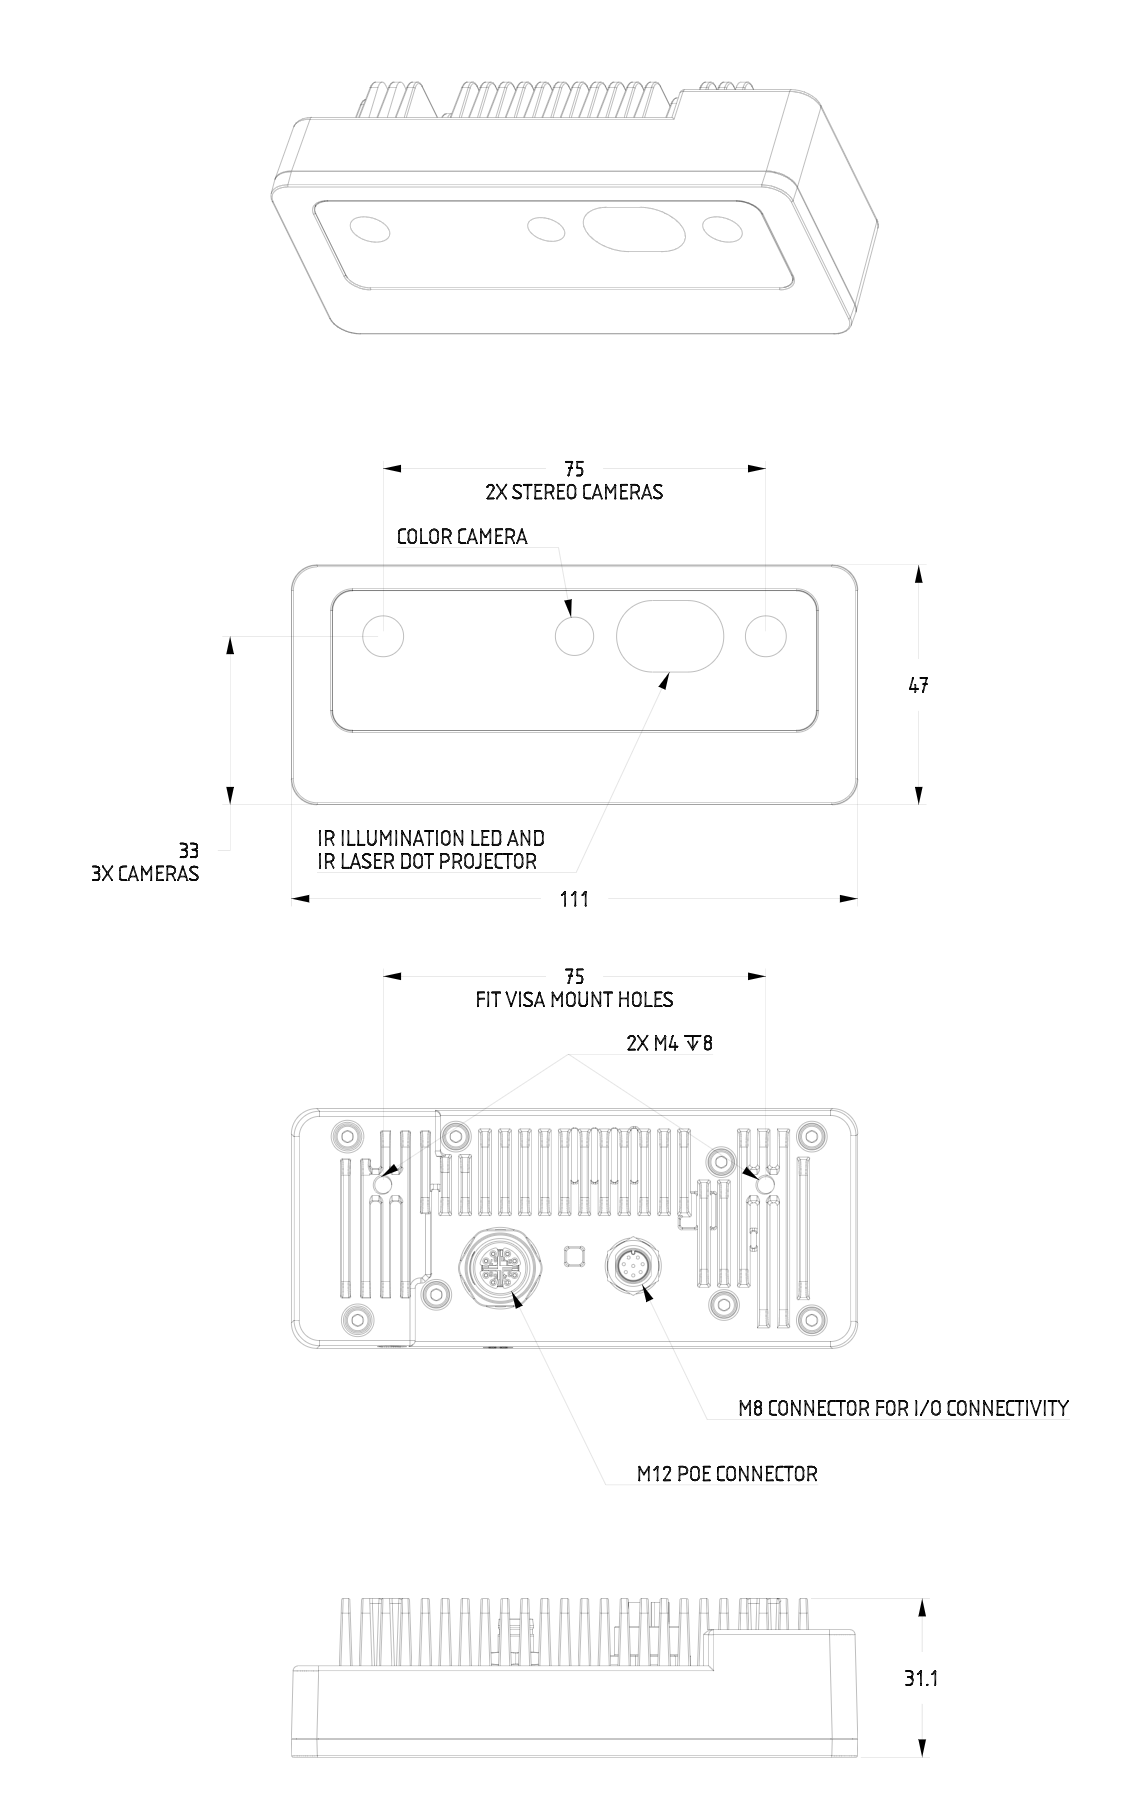 75
2X STEREO CAMERAS
COLOR CAMERA
47
33
3X CAMERAS
IR ILLUMINATION LED AND
IR LASER DOT PROJECTOR
111
75
FIT VISA MOUNT HOLES
2X M4 ↧8
M8 CONNECTOR FOR I/O CONNECTIVITY
M12 POE CONNECTOR
31.1